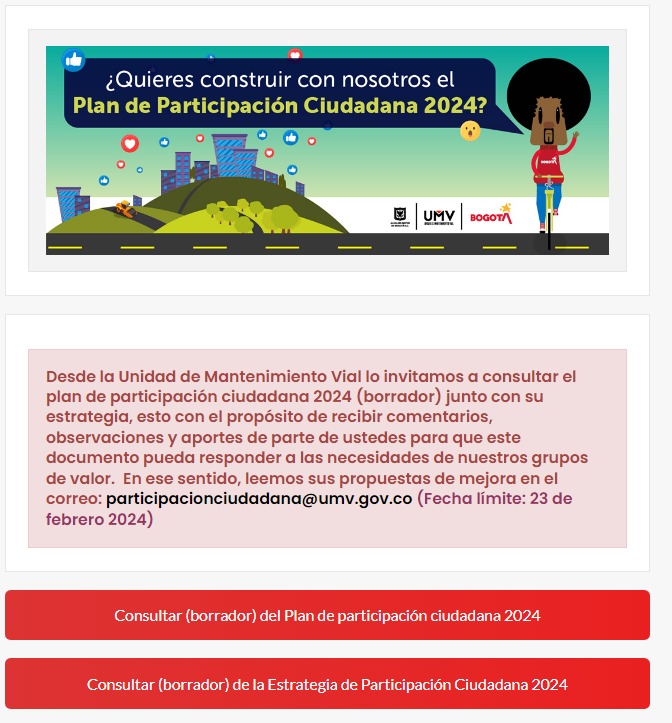 ¿Quieres construir con nosotros el
Plan de Participación Ciudadana 2024?
UMV
BOGOTÁ
BOGOTÁ
Desde la Unidad de Mantenimiento Vial lo invitamos a consultar el
plan de participación ciudadana 2024 (borrador) junto con su
estrategia, esto con el propósito de recibir comentarios,
observaciones y aportes de parte de ustedes para que este
documento pueda responder a las necesidades de nuestros grupos
de valor. En ese sentido, leemos sus propuestas de mejora en el
correo: participacionciudadana@umv.gov.co (Fecha límite: 23 de
febrero 2024)
Consultar (borrador) del Plan de participación ciudadana 2024
Consultar (borrador) de la Estrategia de Participación Ciudadana 2024